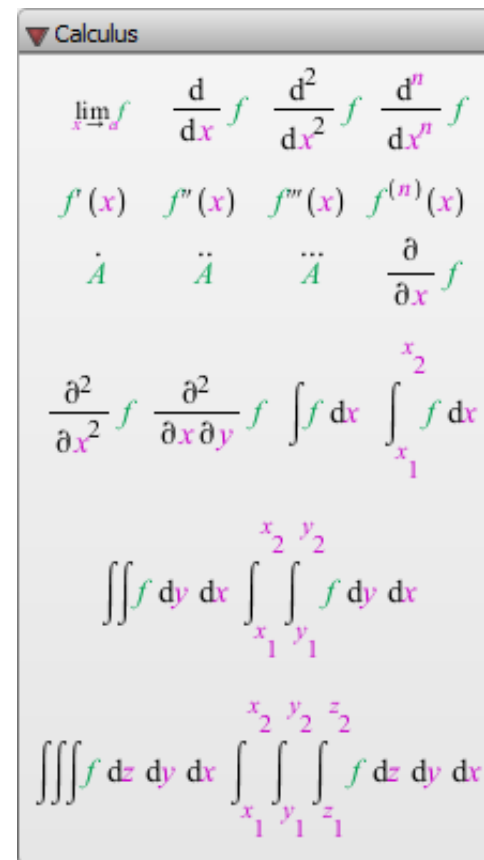 Calculus
lim x→a f   d/dx f   d²/dx² f   dⁿ/dxⁿ f
f′(x)   f″(x)   f‴(x)   f⁽ⁿ⁾(x)
Ȧ   Ä   A⃛   ∂/∂x f
∂²/∂x² f   ∂²/∂x∂y f   ∫f dx   ∫_{x₁}^{x₂} f dx
∬f dy dx   ∫_{x₁}^{x₂} ∫_{y₁}^{y₂} f dy dx
∭f dz dy dx   ∫_{x₁}^{x₂} ∫_{y₁}^{y₂} ∫_{z₁}^{z₂} f dz dy dx